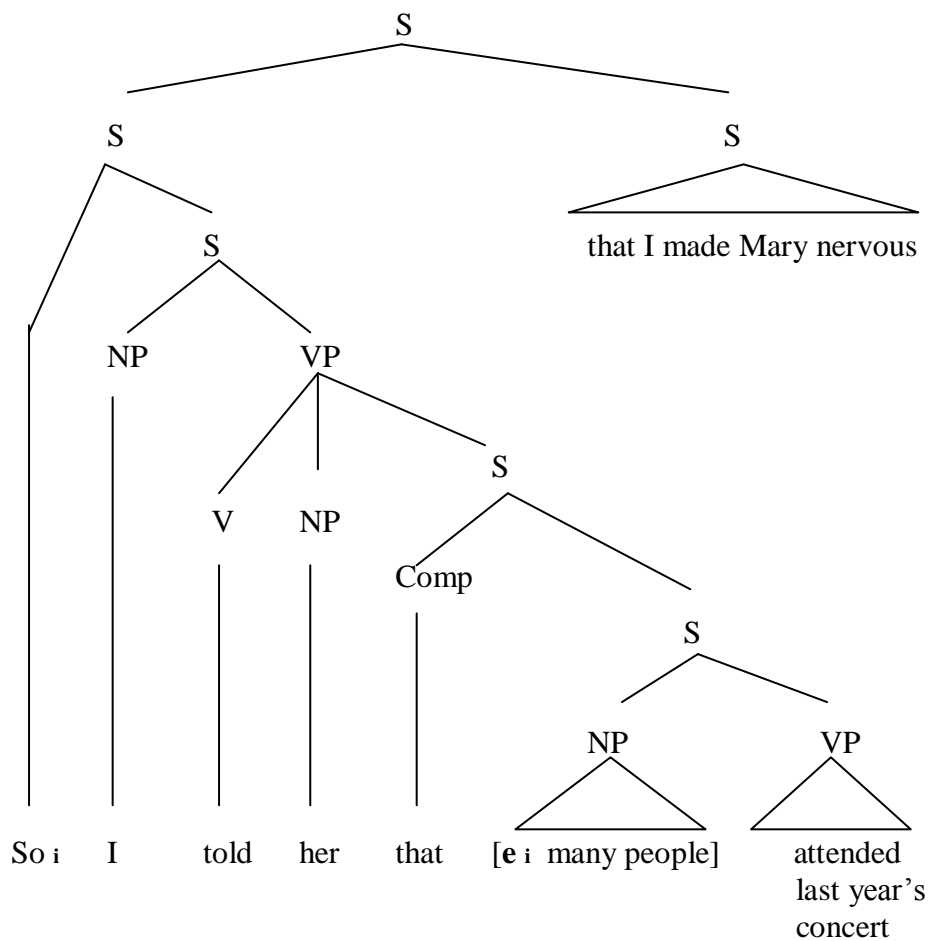 S
S S
that I made Mary nervous
S
NP VP
S
V NP
Comp
S
NP VP
So i I told her that [e i many people] attended
last year’s
concert